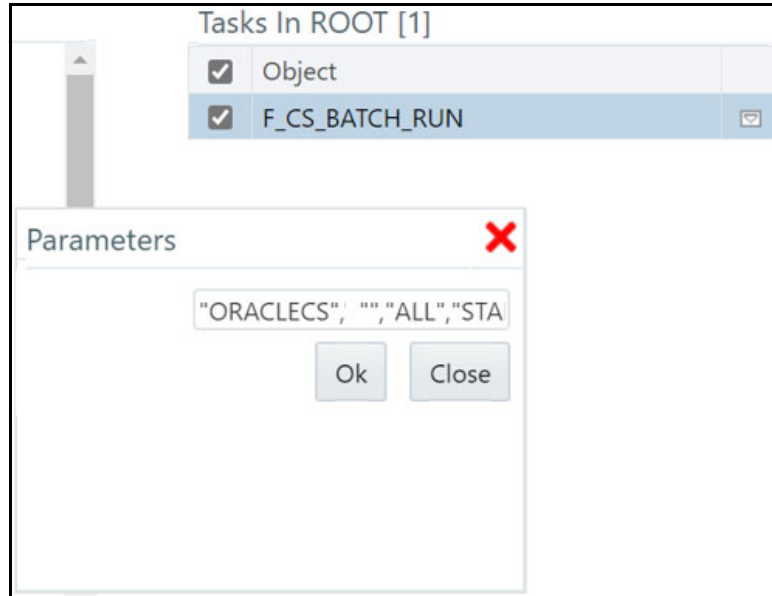 Tasks In ROOT [1]
Object
F_CS_BATCH_RUN
Parameters
"ORACLECS", "","ALL","STA
Ok Close